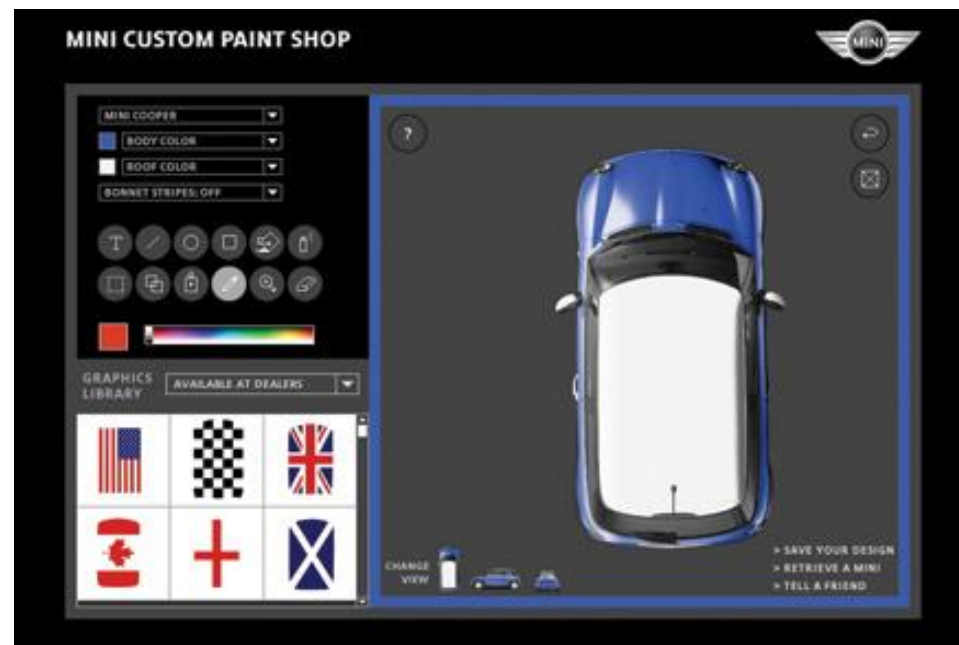 MINI CUSTOM PAINT SHOP
MINI
MINI COOPER
BODY COLOR
ROOF COLOR
BONNET STRIPES: OFF
T
GRAPHICS
LIBRARY
AVAILABLE AT DEALERS
?
CHANGE
VIEW
> SAVE YOUR DESIGN
> RETRIEVE A MINI
> TELL A FRIEND